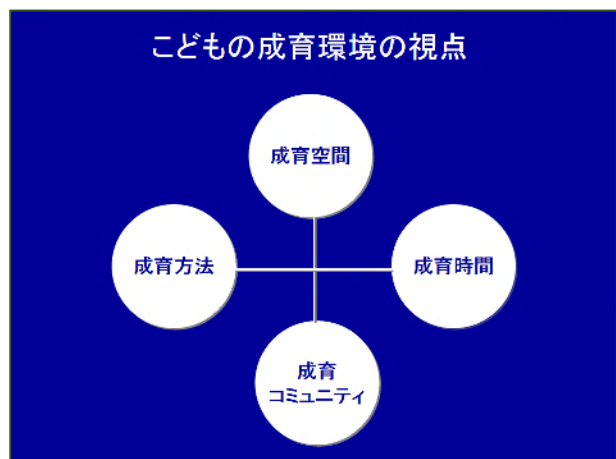 こどもの成育環境の視点
成育空間
成育方法
成育時間
成育
コミュニティ